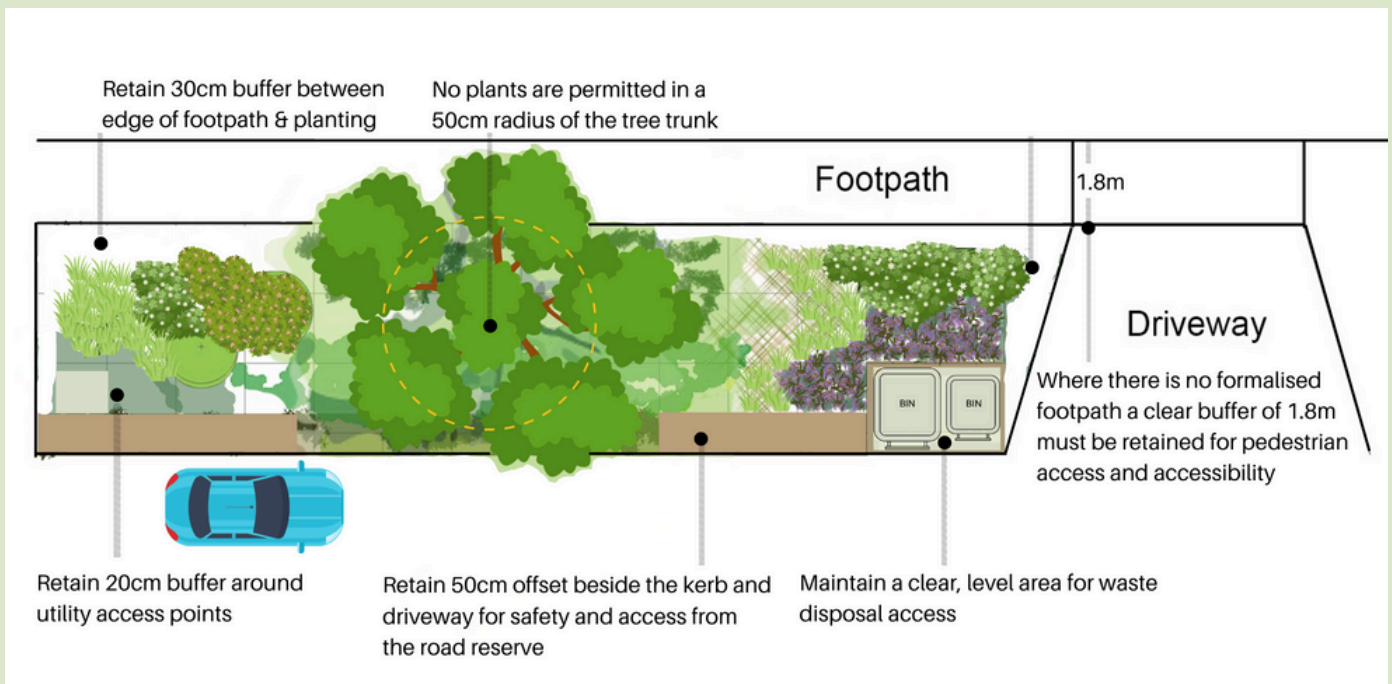 Retain 30cm buffer between
edge of footpath & planting
No plants are permitted in a
50cm radius of the tree trunk
Footpath
1.8m
Driveway
BIN
BIN
Where there is no formalised
footpath a clear buffer of 1.8m
must be retained for pedestrian
access and accessibility
Retain 20cm buffer around
utility access points
Retain 50cm offset beside the kerb and
driveway for safety and access from
the road reserve
Maintain a clear, level area for waste
disposal access